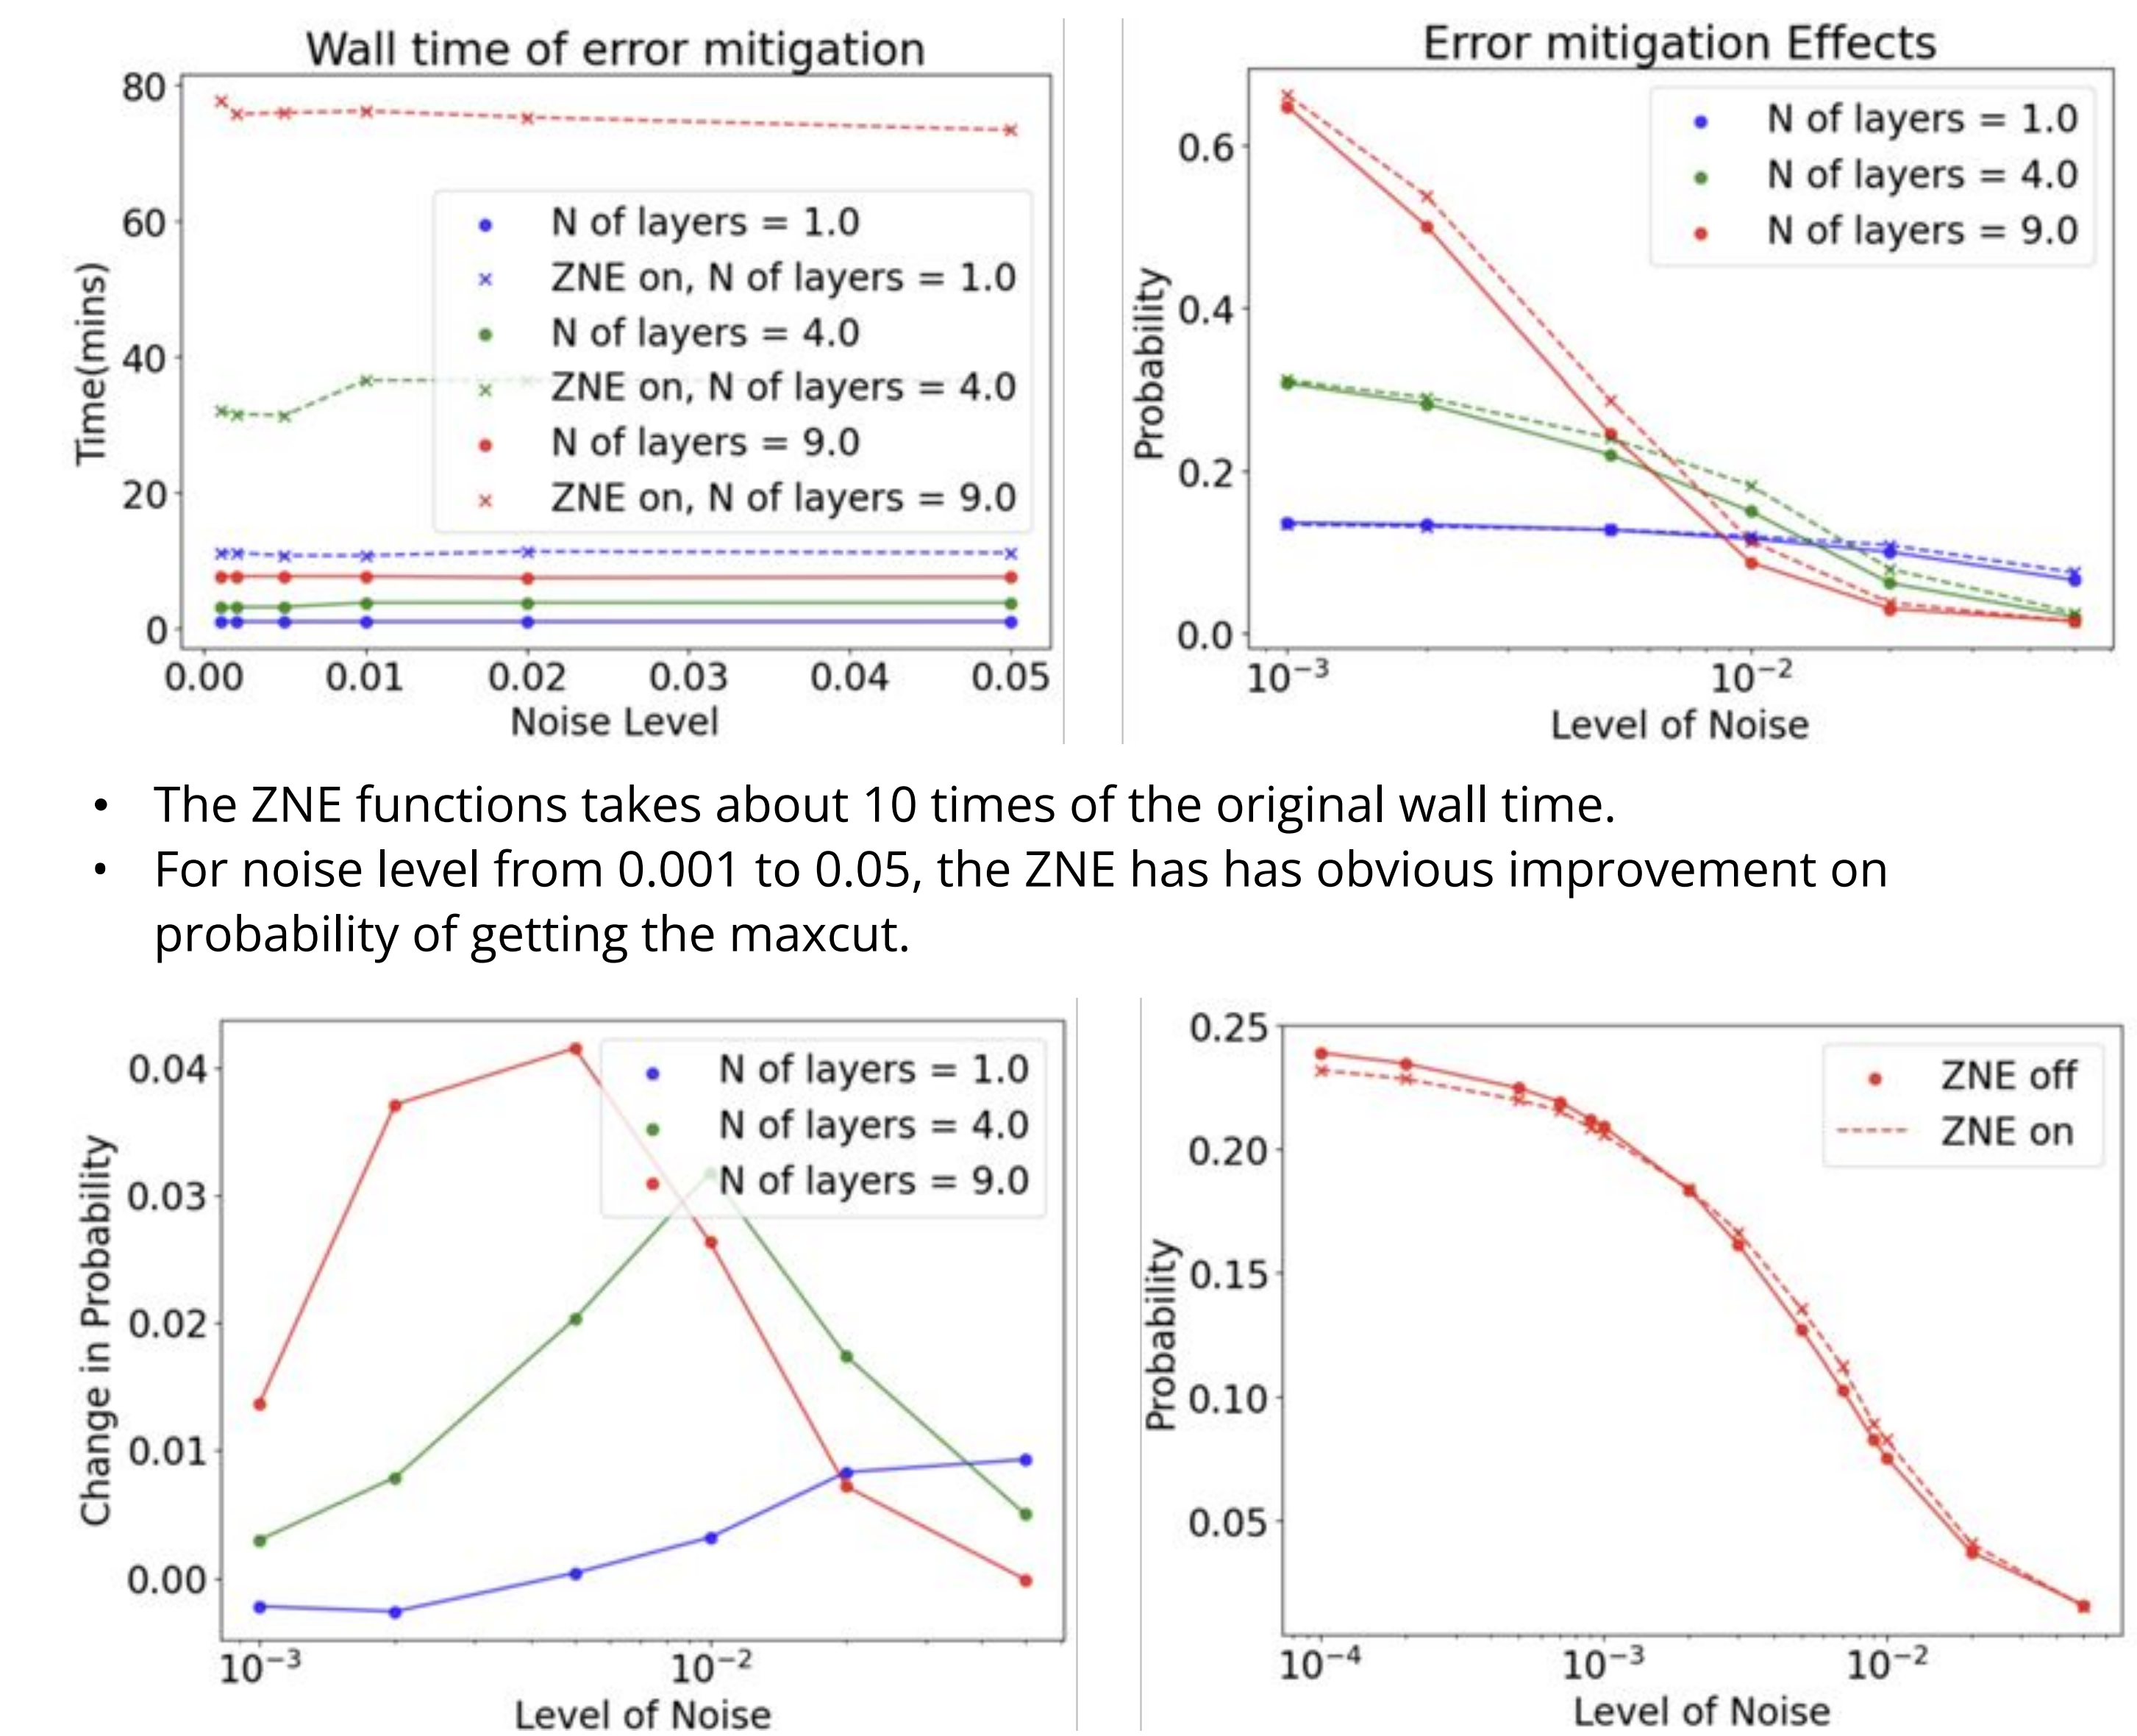 Wall time of error mitigation
80
60
40
20
0
Time(mins)
N of layers = 1.0
ZNE on, N of layers = 1.0
N of layers = 4.0
ZNE on, N of layers = 4.0
N of layers = 9.0
ZNE on, N of layers = 9.0
0.00 0.01 0.02 0.03 0.04 0.05
Noise Level
Error mitigation Effects
0.6
0.4
0.2
0.0
Probability
N of layers = 1.0
N of layers = 4.0
N of layers = 9.0
10⁻³ 10⁻²
Level of Noise
• The ZNE functions takes about 10 times of the original wall time.
• For noise level from 0.001 to 0.05, the ZNE has has obvious improvement on
probability of getting the maxcut.
0.04
0.03
0.02
0.01
0.00
Change in Probability
N of layers = 1.0
N of layers = 4.0
N of layers = 9.0
10⁻³ 10⁻²
Level of Noise
0.25
0.20
0.15
0.10
0.05
Probability
ZNE off
ZNE on
10⁻⁴ 10⁻³ 10⁻²
Level of Noise